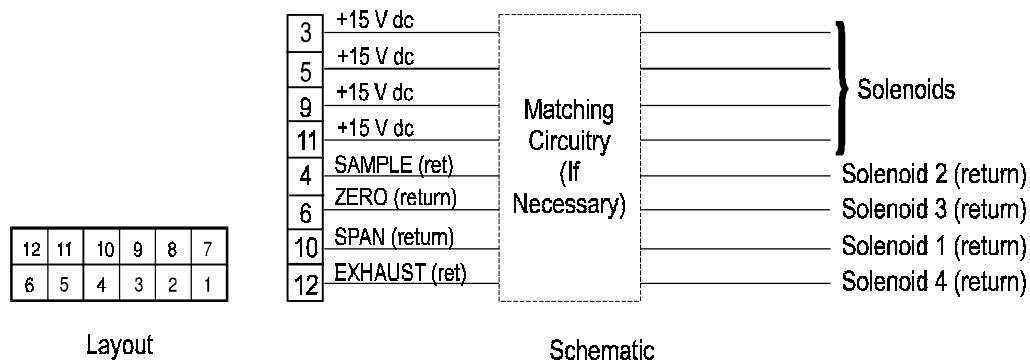 3 +15 V dc
5 +15 V dc
9 +15 V dc
11 +15 V dc
4 SAMPLE (ret)
6 ZERO (return)
10 SPAN (return)
12 EXHAUST (ret)
Matching
Circuitry
(If
Necessary)
Solenoids
Solenoid 2 (return)
Solenoid 3 (return)
Solenoid 1 (return)
Solenoid 4 (return)
12 11 10 9 8 7
6 5 4 3 2 1
Layout
Schematic